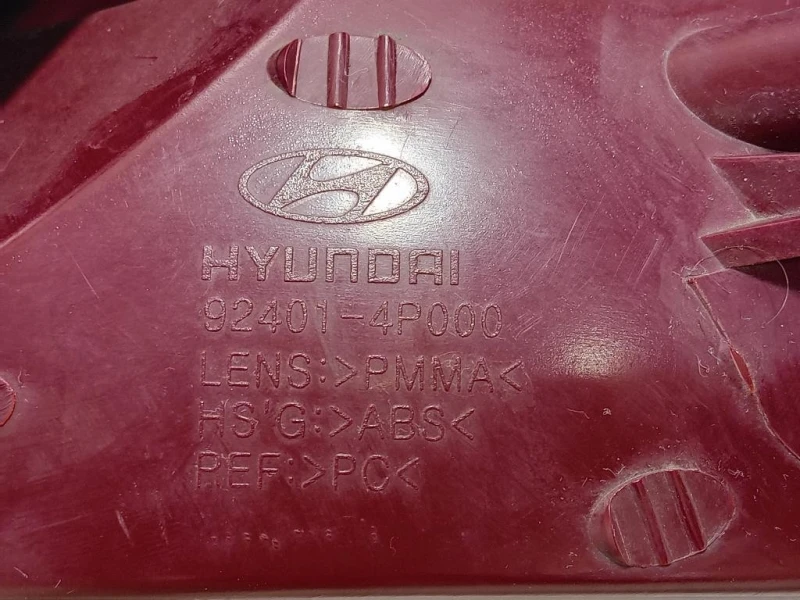 HYUNDAI
92401-4P000
LENS:>PMMA<
HS'G:>ABS<
REF:>PC<